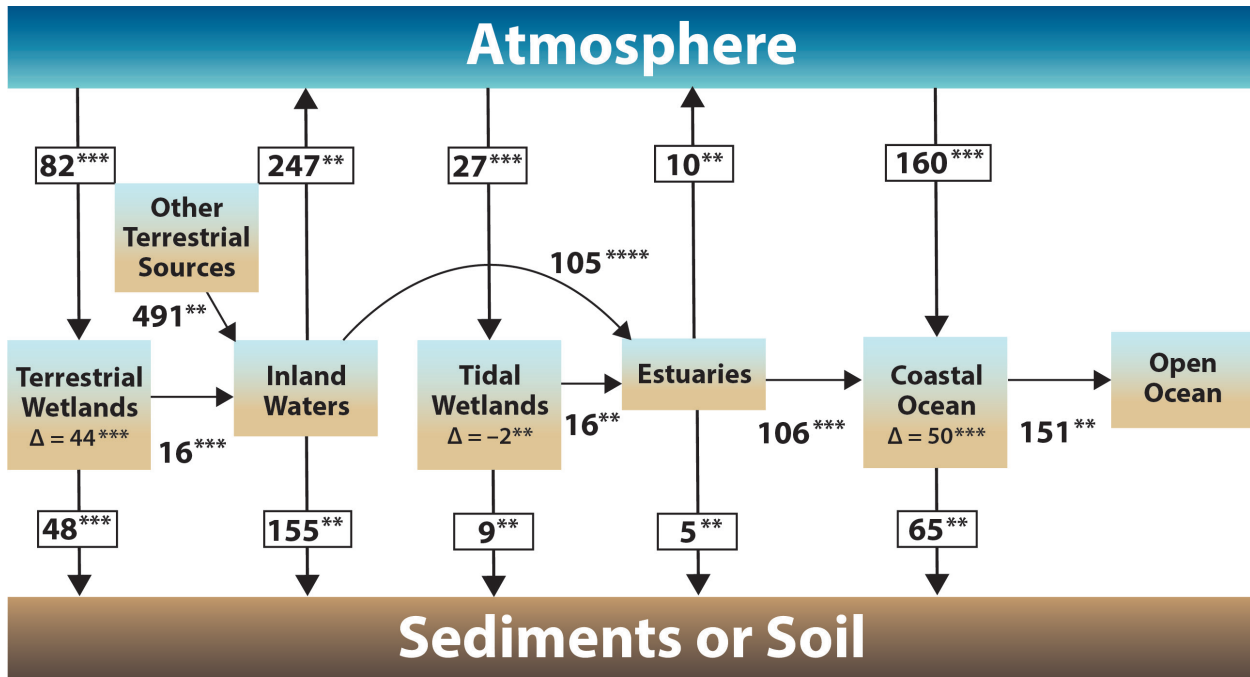 Atmosphere
82***
247**
27***
10**
160***
Other
Terrestrial
Sources
491**
105****
Terrestrial
Wetlands
Δ = 44***
16***
Inland
Waters
Tidal
Wetlands
Δ = –2**
16**
Estuaries
106***
Coastal
Ocean
Δ = 50***
151**
Open
Ocean
48***
155**
9**
5**
65**
Sediments or Soil